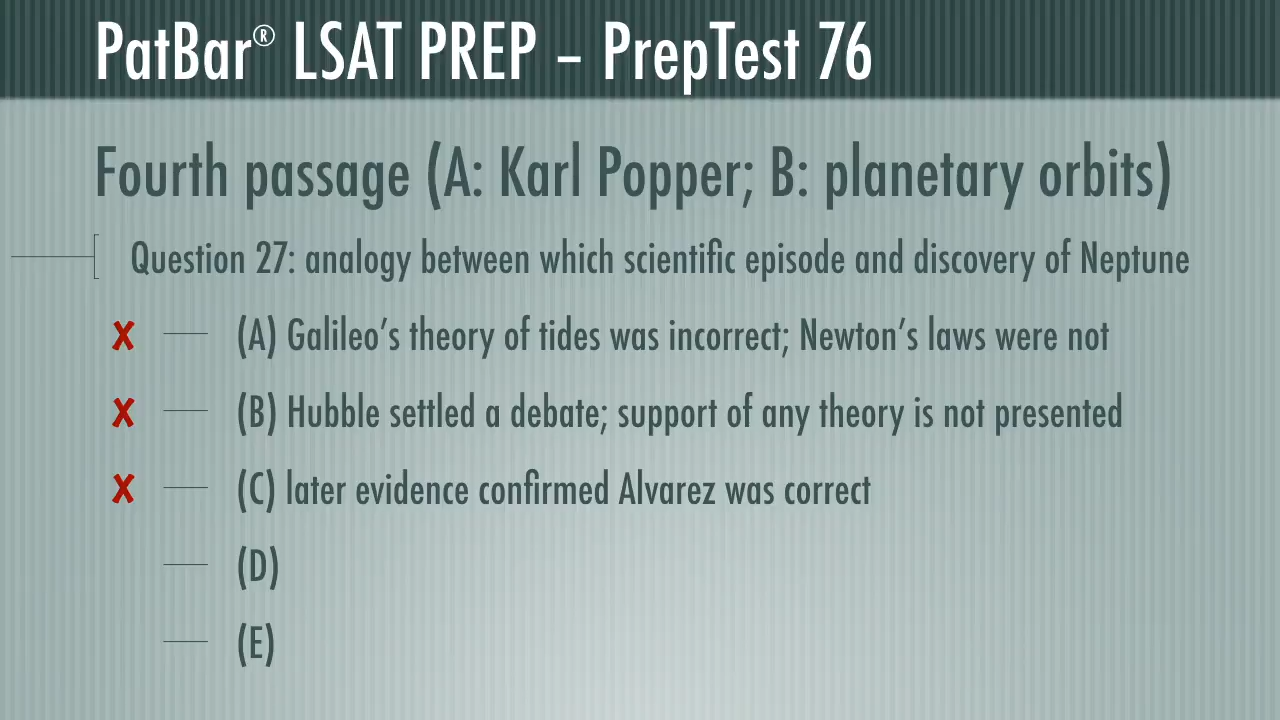 PatBar® LSAT PREP – PrepTest 76
Fourth passage (A: Karl Popper; B: planetary orbits)
Question 27: analogy between which scientific episode and discovery of Neptune
✗ — (A) Galileo’s theory of tides was incorrect; Newton’s laws were not
✗ — (B) Hubble settled a debate; support of any theory is not presented
✗ — (C) later evidence confirmed Alvarez was correct
— (D)
— (E)